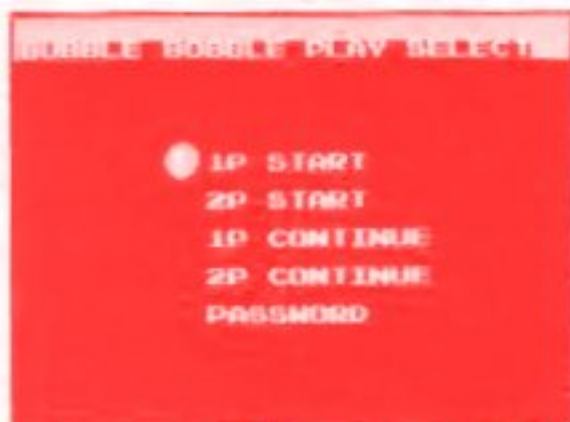 BUBBLE BOBBLE PLAY SELECT
1P START
2P START
1P CONTINUE
2P CONTINUE
PASSWORD